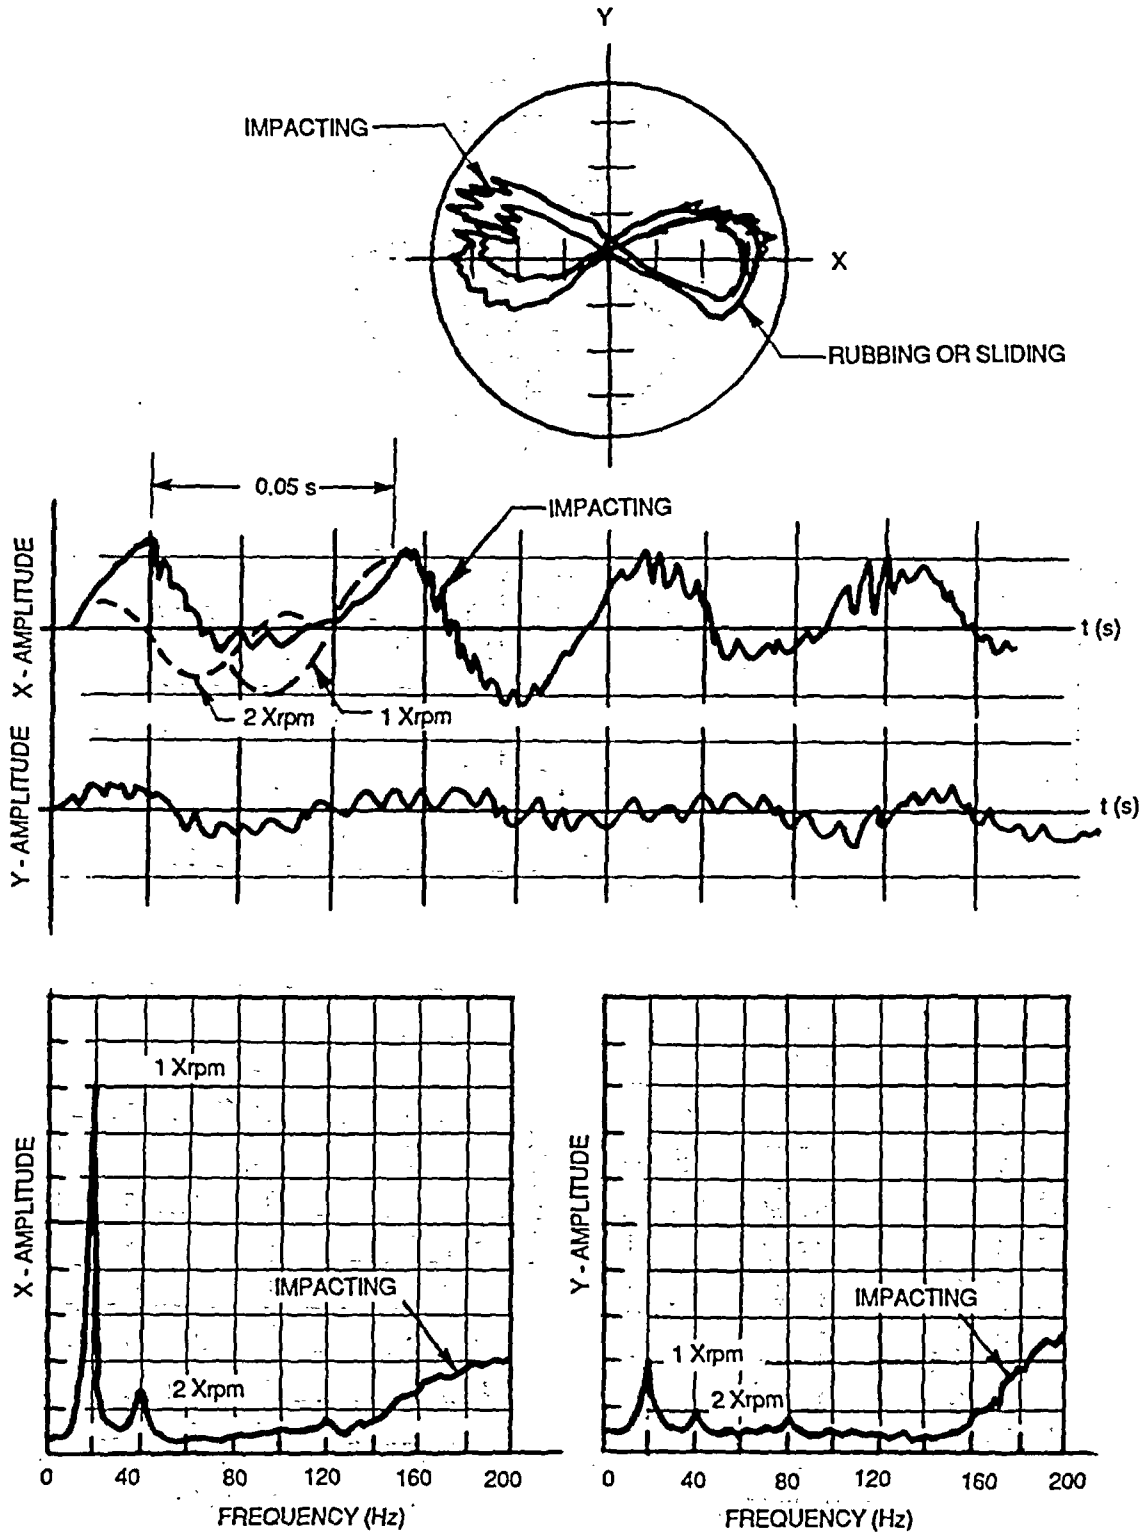 Y
IMPACTING
X
RUBBING OR SLIDING
0.05 s
IMPACTING
X - AMPLITUDE
t (s)
2 Xrpm
1 Xrpm
Y - AMPLITUDE
t (s)
1 Xrpm
X - AMPLITUDE
IMPACTING
2 Xrpm
0 40 80 120 160 200
FREQUENCY (Hz)
Y - AMPLITUDE
IMPACTING
1 Xrpm
2 Xrpm
0 40 80 120 160 200
FREQUENCY (Hz)